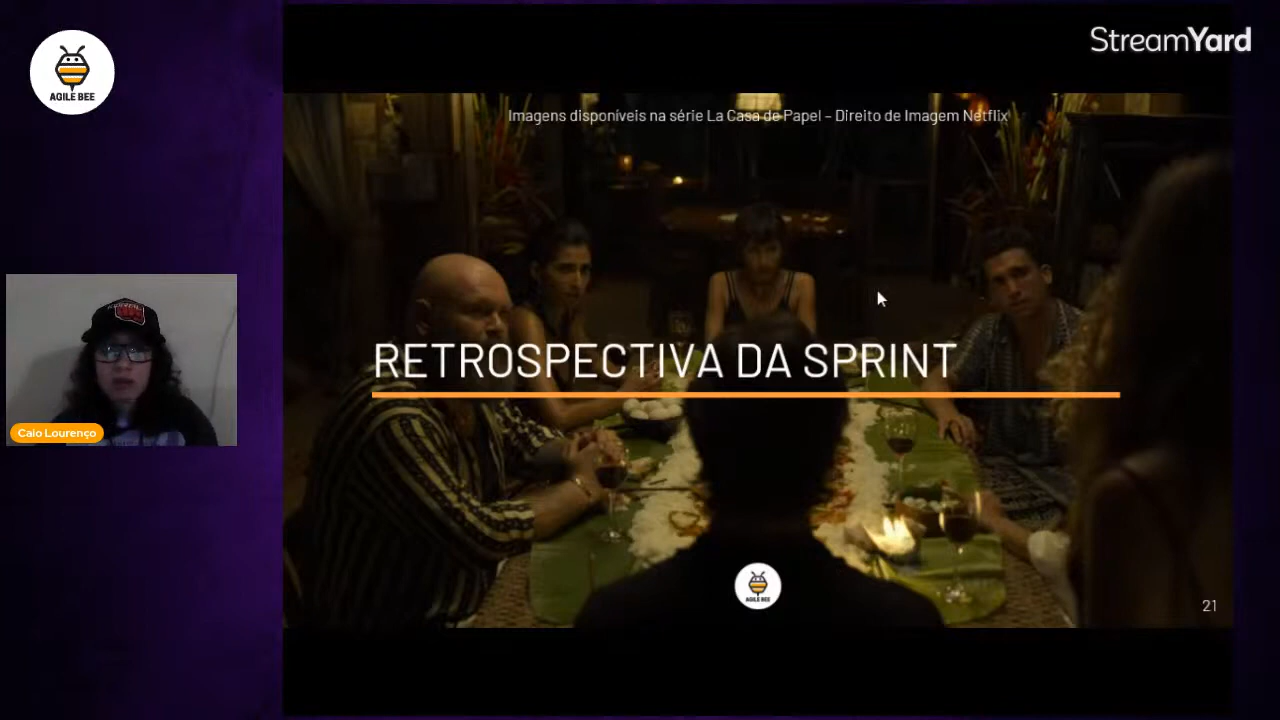 AGILE BEE
StreamYard
Imagens disponíveis na série La Casa de Papel – Direito de Imagem Netflix
RETROSPECTIVA DA SPRINT
Caio Lourenço
AGILE BEE
21